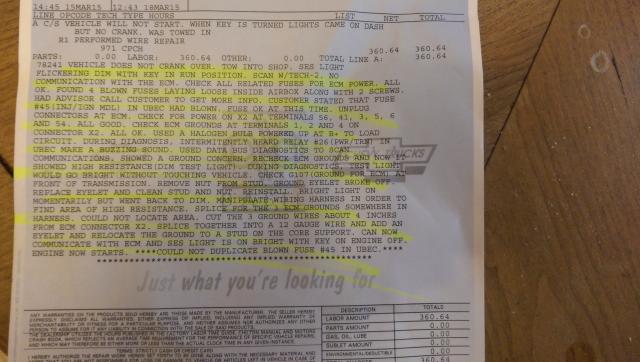 14:45 15MAR15 12:43 18MAR15
LINE OPCODE TECH TYPE HOURS LIST NET TOTAL
A C/S VEHICLE WILL NOT START. WHEN KEY IS TURNED LIGHTS CAME ON DASH
BUT NO CRANK. WAS TOWED IN
R1 PERFORMED WIRE REPAIR
971 CPCH 360.64 360.64
PARTS: 0.00 LABOR: 360.64 OTHER: 0.00 TOTAL LINE A: 360.64
78241 VEHICLE DOES NOT CRANK OVER. TOW INTO SHOP. SES LIGHT
FLICKERING DIM WITH KEY IN RUN POSITION. SCAN W/TECH-2. NO
COMMUNICATION WITH THE ECM. CHECK ALL RELATED FUSES FOR ECM POWER. ALL
OK. FOUND 4 BLOWN FUSES LAYING LOOSE INSIDE AIRBOX ALONG WITH 2 SCREWS.
HAD ADVISOR CALL CUSTOMER TO GET MORE INFO. CUSTOMER STATED THAT FUSE
#45(INJ/IGN MDL) IN UBEC HAD BLOWN. FUSE OK AT THIS TIME. UNPLUG
CONNECTORS AT ECM. CHECK FOR POWER ON X2 AT TERMINALS 56, 41, 3, 5, 6
AND 54. ALL GOOD. CHECK ECM GROUNDS AT TERMINALS 1, 2 AND 4 ON
CONNECTOR X2. ALL OK. USED A HALOGEN BULB POWERED UP AT B+ TO LOAD
CIRCUIT. DURING DIAGNOSIS, INTERMITENTLY HEARD RELAY #26(PWR/TRN) IN
UBEC MAKE A BUZZING SOUND. USED DATA BUS DIAGNOSTICS TO SCAN
COMMUNICATIONS. SHOWED A GROUND CONCERN. RECHECK ECM GROUNDS AND NOW IT
SHOWED HIGH RESISTANCE(DIM TEST LIGHT). DURING DIAGNOSTICS, TEST LIGHT
WOULD GO BRIGHT WITHOUT TOUCHING VEHICLE. CHECK G107(GROUND FOR ECM) AT
FRONT OF TRANSMISSION. REMOVE NUT FROM STUD. GROUND EYELET BROKE OFF.
REPLACE EYELET AND CLEAN STUD AND NUT. REINSTALL. BRIGHT LIGHT ON
MOMENTARILY BUT WENT BACK TO DIM. MANIPULATE WIRING HARNESS IN ORDER TO
FIND AREA OF HIGH RESISTANCE. SPLICE FOR THE 3 ECM GROUNDS SOMEWHERE IN
HARNESS. COULD NOT LOCATE AREA. CUT THE 3 GROUND WIRES ABOUT 4 INCHES
FROM ECM CONNECTOR X2. SPLICE TOGETHER INTO A 12 GAUGE WIRE AND ADD AN
EYELET AND RELOCATE THE GROUND TO A STUD ON THE CORE SUPPORT. CAN NOW
COMMUNICATE WITH ECM AND SES LIGHT IS ON BRIGHT WITH KEY ON ENGINE OFF.
ENGINE NOW STARTS. ****COULD NOT DUPLICATE BLOWN FUSE #45 IN UBEC.****
TRUCKS
Just what you're looking for
DESCRIPTION TOTALS
LABOR AMOUNT 360.64
PARTS AMOUNT 0.00
GAS, OIL, LUBE 0.00
SUBLET AMOUNT 0.00